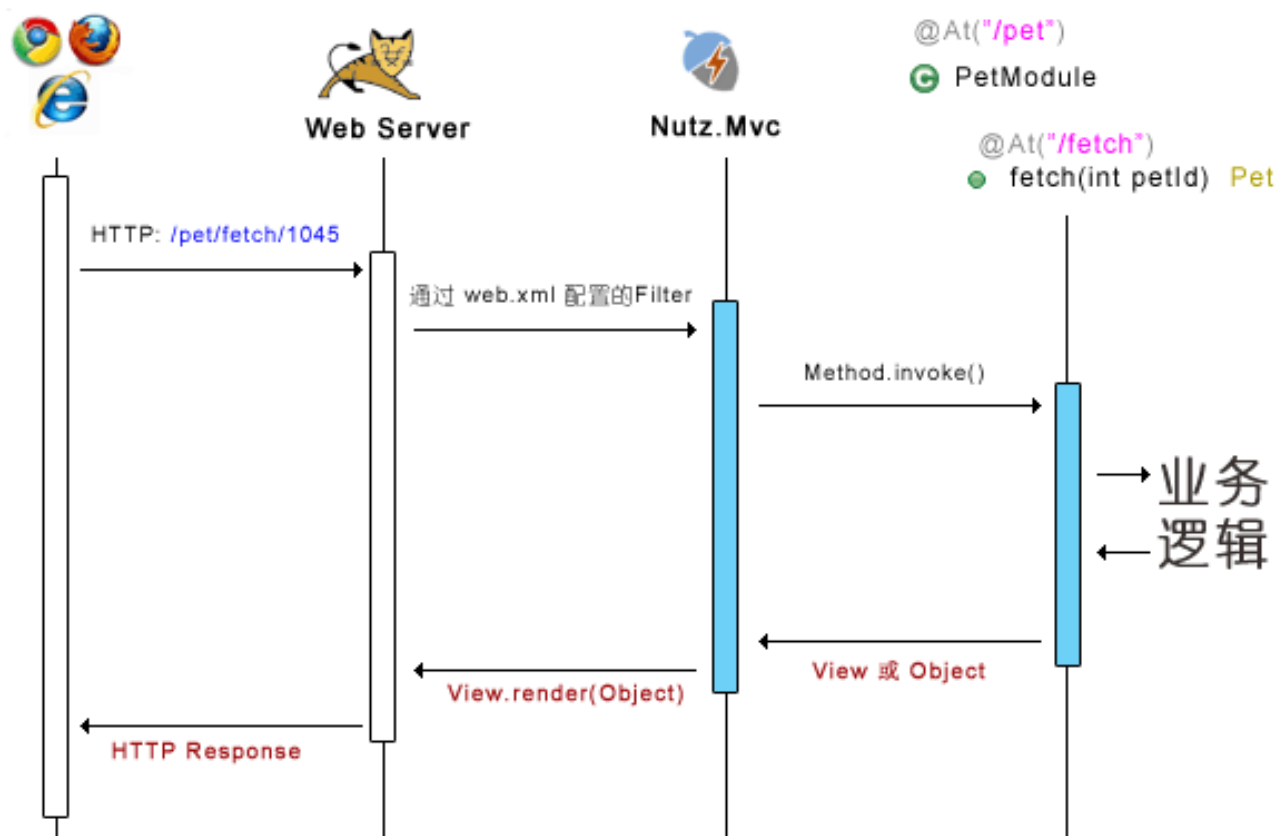 @At("/pet")
PetModule
Web Server
Nutz.Mvc
@At("/fetch")
fetch(int petId) Pet
HTTP: /pet/fetch/1045
通过 web.xml 配置的Filter
Method.invoke()
业务
逻辑
View 或 Object
View.render(Object)
HTTP Response